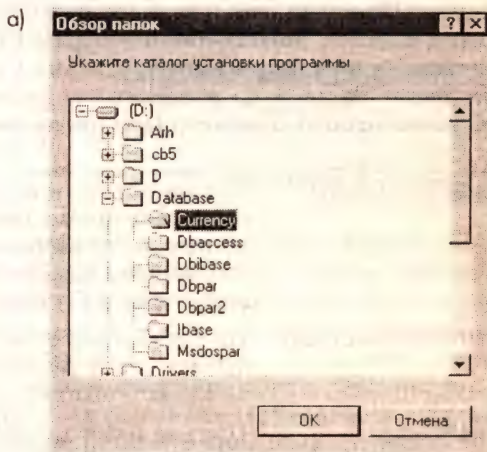 а)
Обзор папок
Укажите каталог установки программы
(D:)
Arh
cb5
D
Database
Currency
Dbaccess
Dbibase
Dbpar
Dbpar2
Ibase
Msdospar
Drivers
OK
Отмена